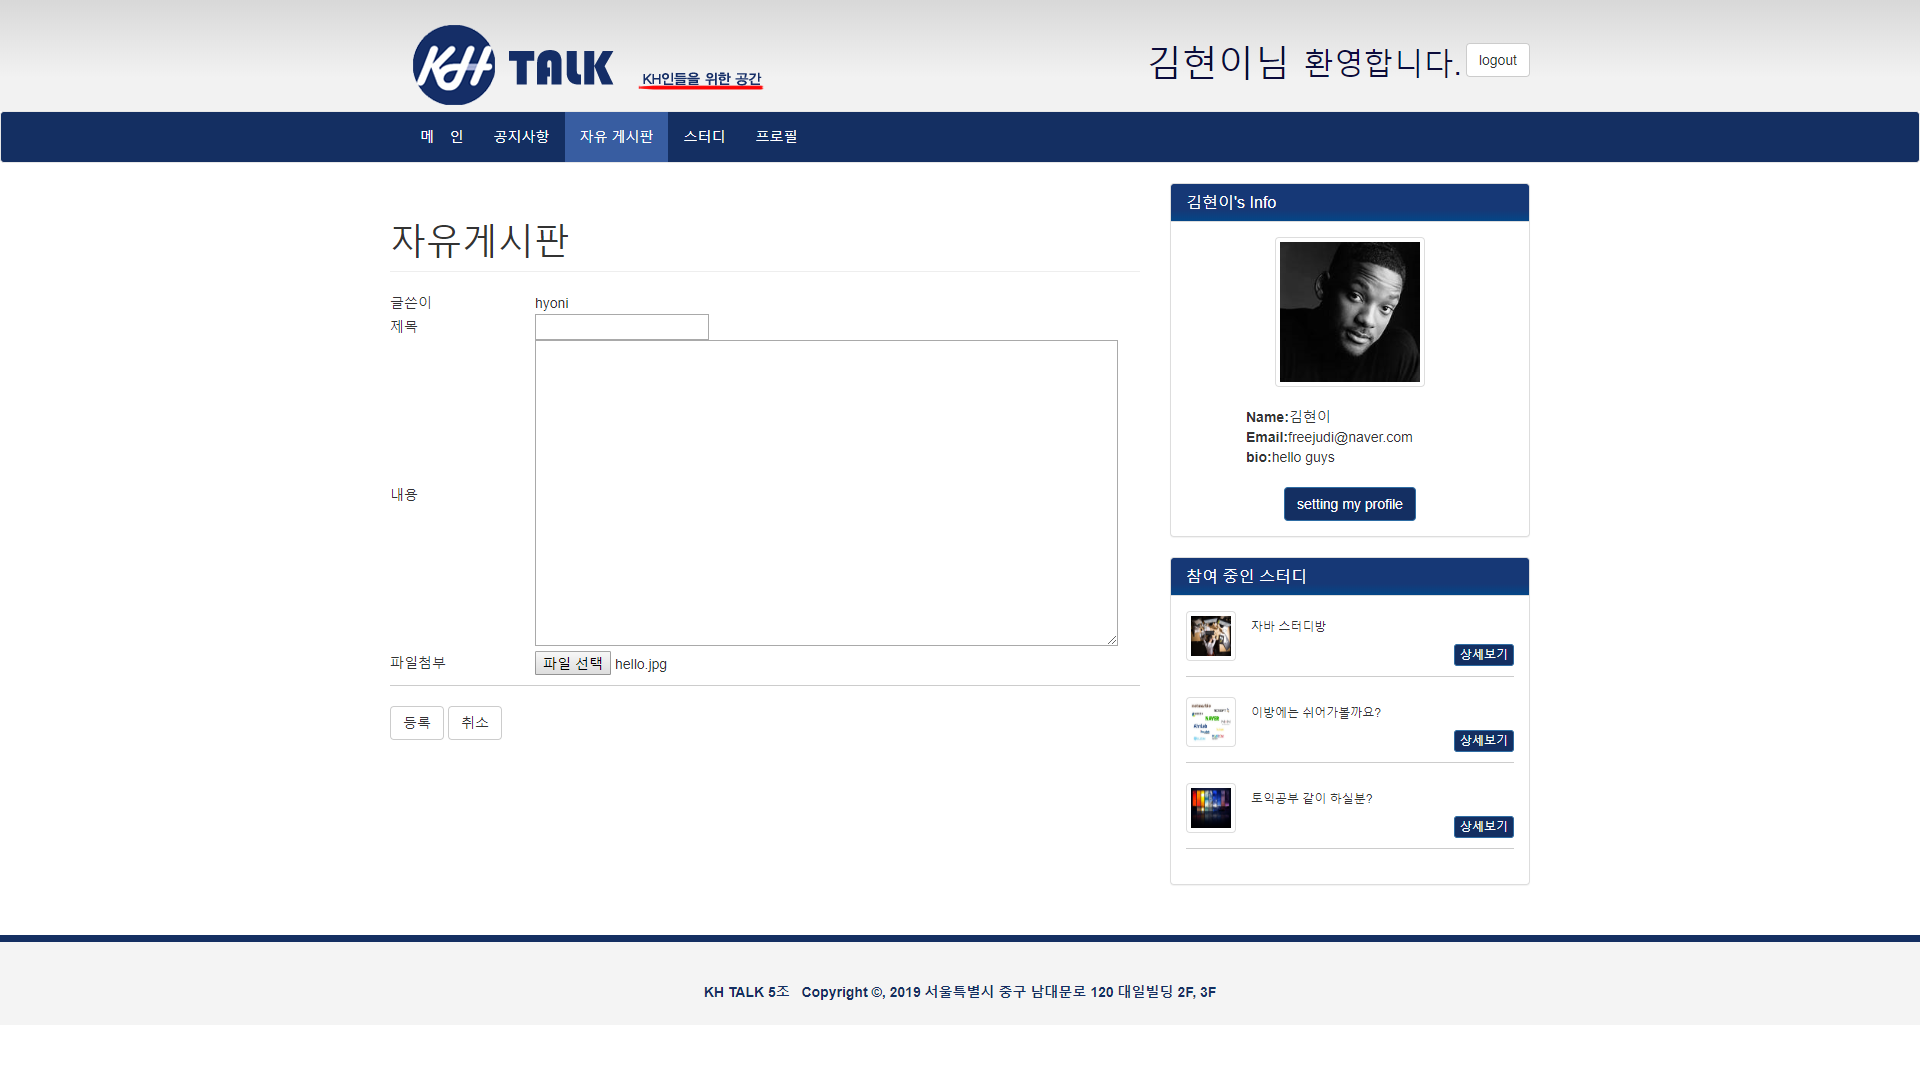 KH TALK KH인들을 위한 공간
김현이님 환영합니다. logout
메 인 공지사항 자유 게시판 스터디 프로필
자유게시판
글쓴이 hyoni
제목
내용
파일첨부 파일 선택 hello.jpg
등록 취소
김현이's Info
Name:김현이
Email:freejudi@naver.com
bio:hello guys
setting my profile
참여 중인 스터디
자바 스터디방
상세보기
이방에는 쉬어가볼까요?
상세보기
토익공부 같이 하실분?
상세보기
KH TALK 5조 Copyright ©, 2019 서울특별시 중구 남대문로 120 대일빌딩 2F, 3F